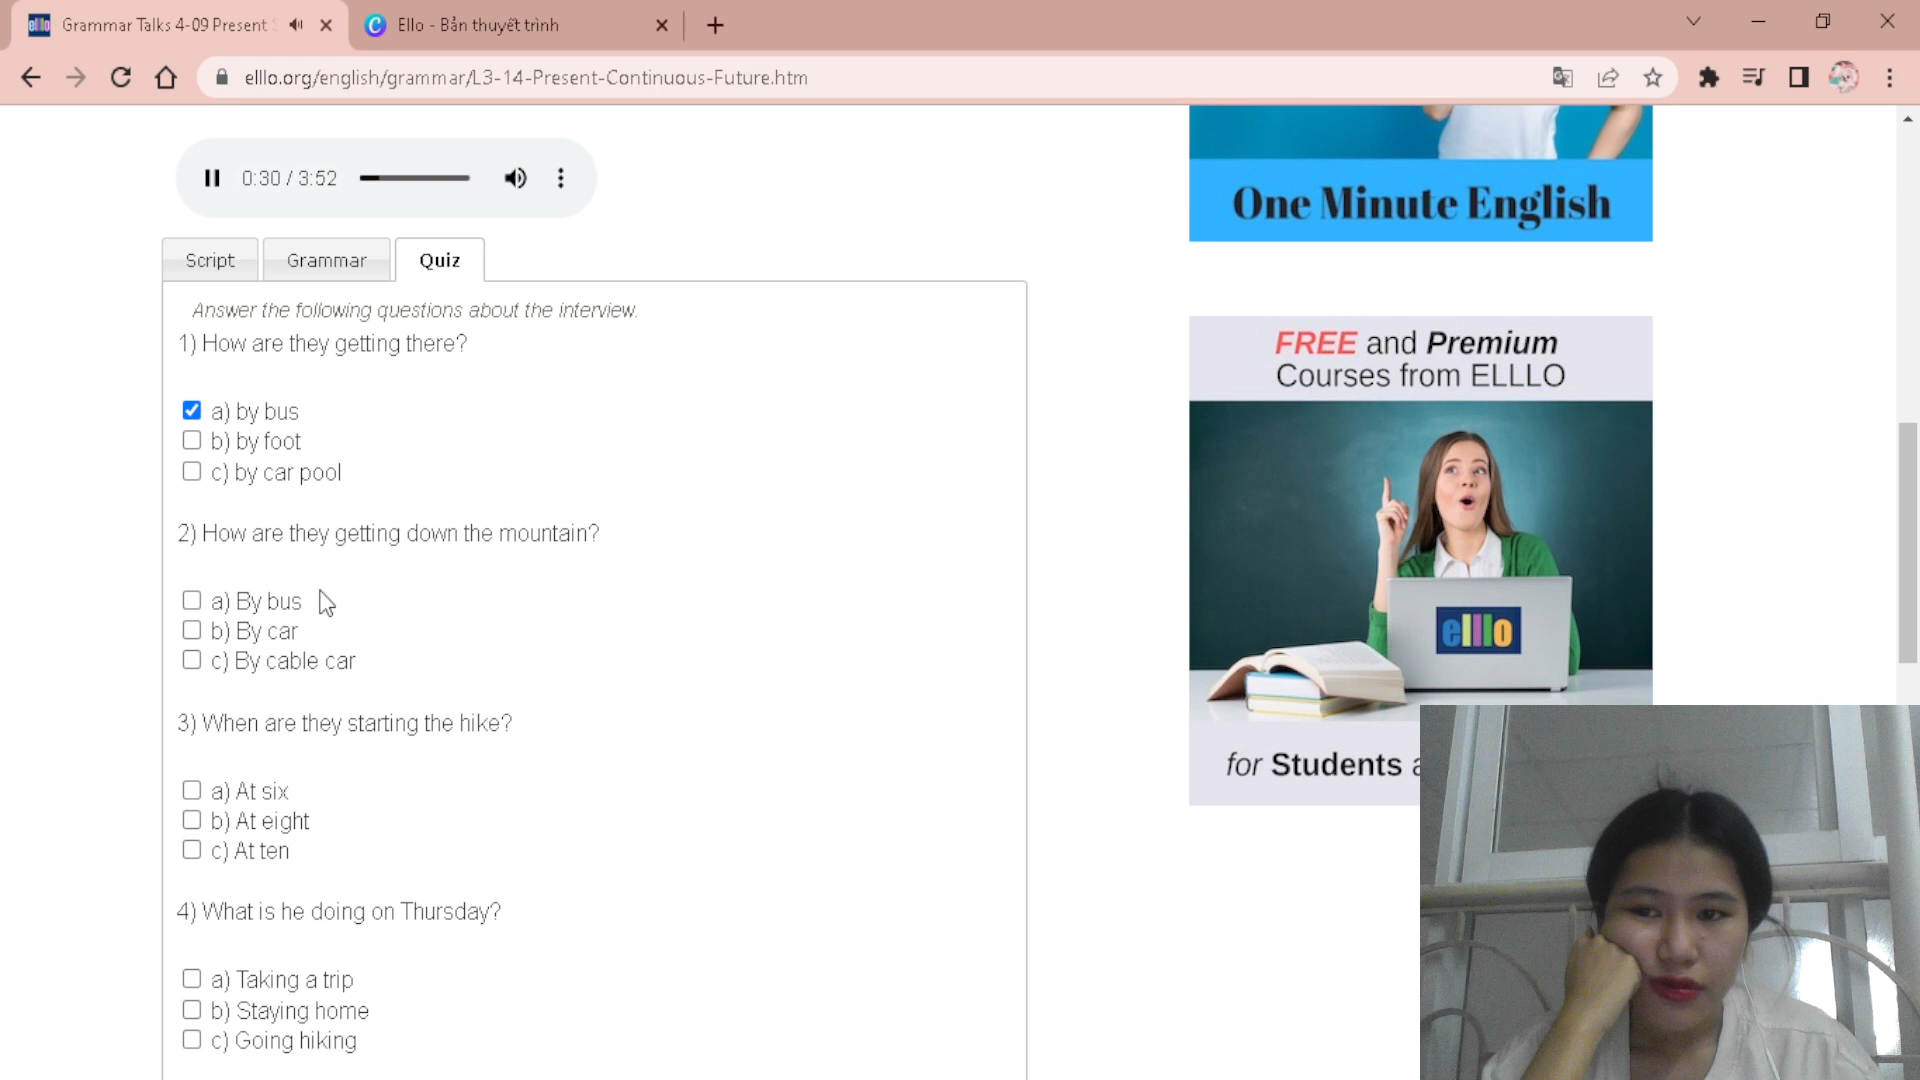 Grammar Talks 4-09 Present S
Ello - Bản thuyết trình
elllo.org/english/grammar/L3-14-Present-Continuous-Future.htm
0:30 / 3:52
Script
Grammar
Quiz
Answer the following questions about the interview.
1) How are they getting there?
a) by bus
b) by foot
c) by car pool
2) How are they getting down the mountain?
a) By bus
b) By car
c) By cable car
3) When are they starting the hike?
a) At six
b) At eight
c) At ten
4) What is he doing on Thursday?
a) Taking a trip
b) Staying home
c) Going hiking
One Minute English
FREE and Premium
Courses from ELLLO
elllo
for Students a